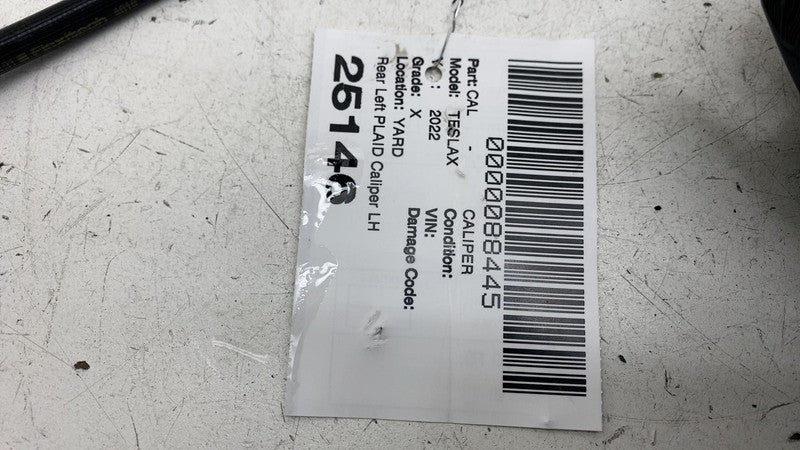 0000088445
Part: CAL - CALIPER
Model: TESLAX Condition:
2022 VIN:
Grade: X
Location: YARD Damage Code:
Rear Left PLAID Caliper LH
25146